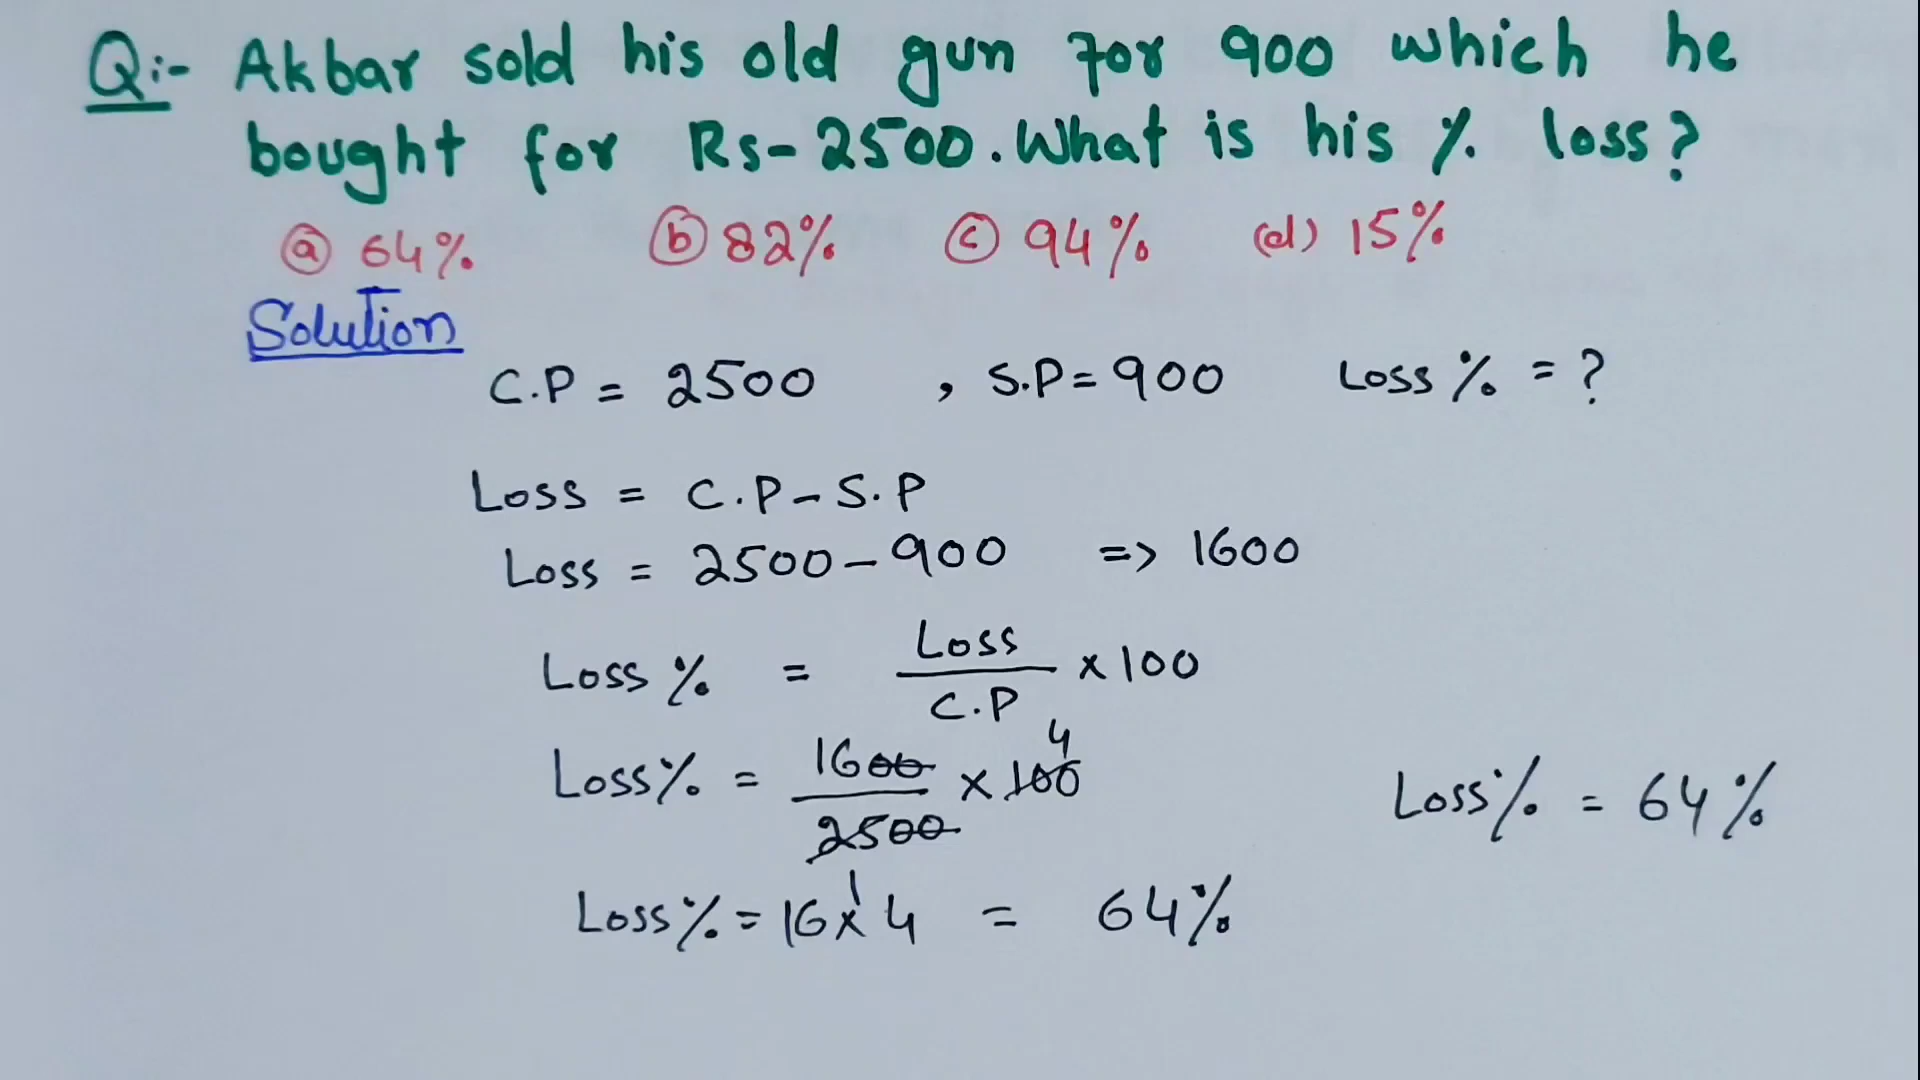 Q:- Akbar sold his old gun for 900 which he
bought for Rs-2500. What is his % loss?
(a) 64% (b) 82% (c) 94% (d) 15%
Solution
C.P = 2500 , S.P = 900 Loss % = ?
Loss = C.P - S.P
Loss = 2500 - 900 => 1600
Loss % = Loss/C.P x 100
Loss % = 1600/2500 x 100 4
Loss % = 64 %
Loss % = 16 x 4 = 64%